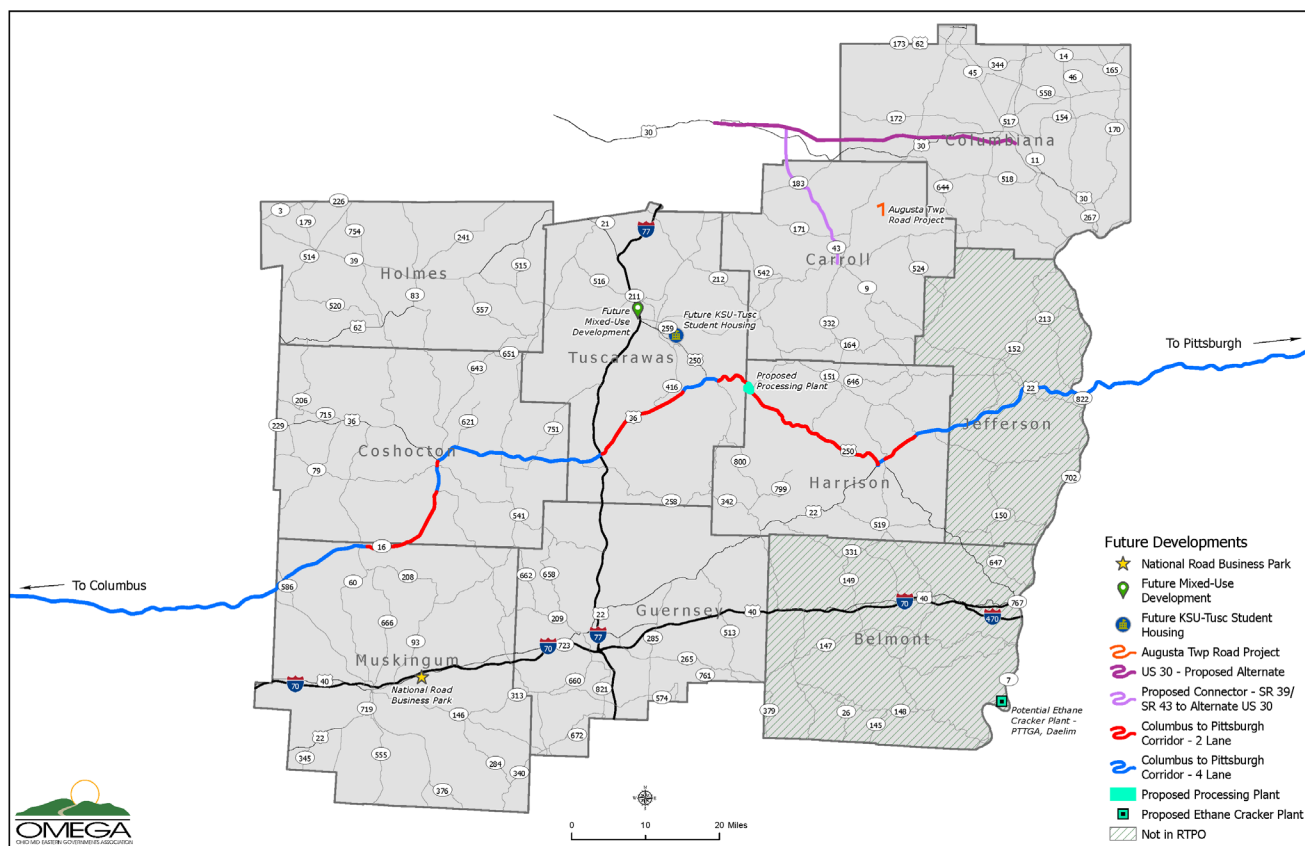 173
62
14
344
45
165
46
558
172
517
154
30
Columbiana
170
30
11
183
518
644
30
267
226
3
179
754
241
514
39
515
Holmes
83
520
557
62
21
77
516
212
211
Future
Mixed-Use
Development
259
Future KSU-Tusc
Student Housing
Tuscarawas
250
Augusta Twp
Road Project
171
43
Carroll
542
524
9
332
164
213
152
To Pittsburgh
651
643
206
715
36
621
229
751
Coshocton
79
541
416
36
Proposed
Processing Plant
151
646
22
822
Jefferson
250
800
Harrison
799
702
258
342
22
519
150
To Columbus
16
586
60
208
666
93
Muskingum
662
658
209
22
Guernsey
40
77
70
723
285
513
331
149
647
70
40
767
470
Belmont
147
7
70
40
National Road
Business Park
719
146
313
660
821
265
761
574
379
26
148
145
Potential Ethane
Cracker Plant -
PTTGA, Daelim
22
345
555
284
340
376
672
Future Developments
National Road Business Park
Future Mixed-Use
Development
Future KSU-Tusc Student
Housing
Augusta Twp Road Project
US 30 - Proposed Alternate
Proposed Connector - SR 39/
SR 43 to Alternate US 30
Columbus to Pittsburgh
Corridor - 2 Lane
Columbus to Pittsburgh
Corridor - 4 Lane
Proposed Processing Plant
Proposed Ethane Cracker Plant
Not in RTPO
OMEGA
OHIO MID EASTERN GOVERNMENTS ASSOCIATION
0 10 20 Miles